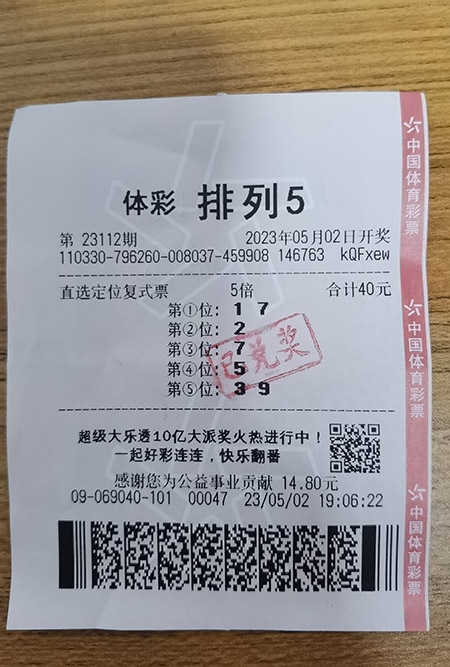 体彩 排列5
第 23112期 2023年05月02日开奖
110330-796260-008037-459908 146763 kQFxew
直选定位复式票 5倍 合计40元
第①位: 1 7
第②位: 2
第③位: 7
第④位: 5
第⑤位: 3 9
已兑奖
超级大乐透10亿大派奖火热进行中！
一起好彩连连，快乐翻番
感谢您为公益事业贡献 14.80元
09-069040-101 00047 23/05/02 19:06:22
中国体育彩票
中国体育彩票
中国体育彩票